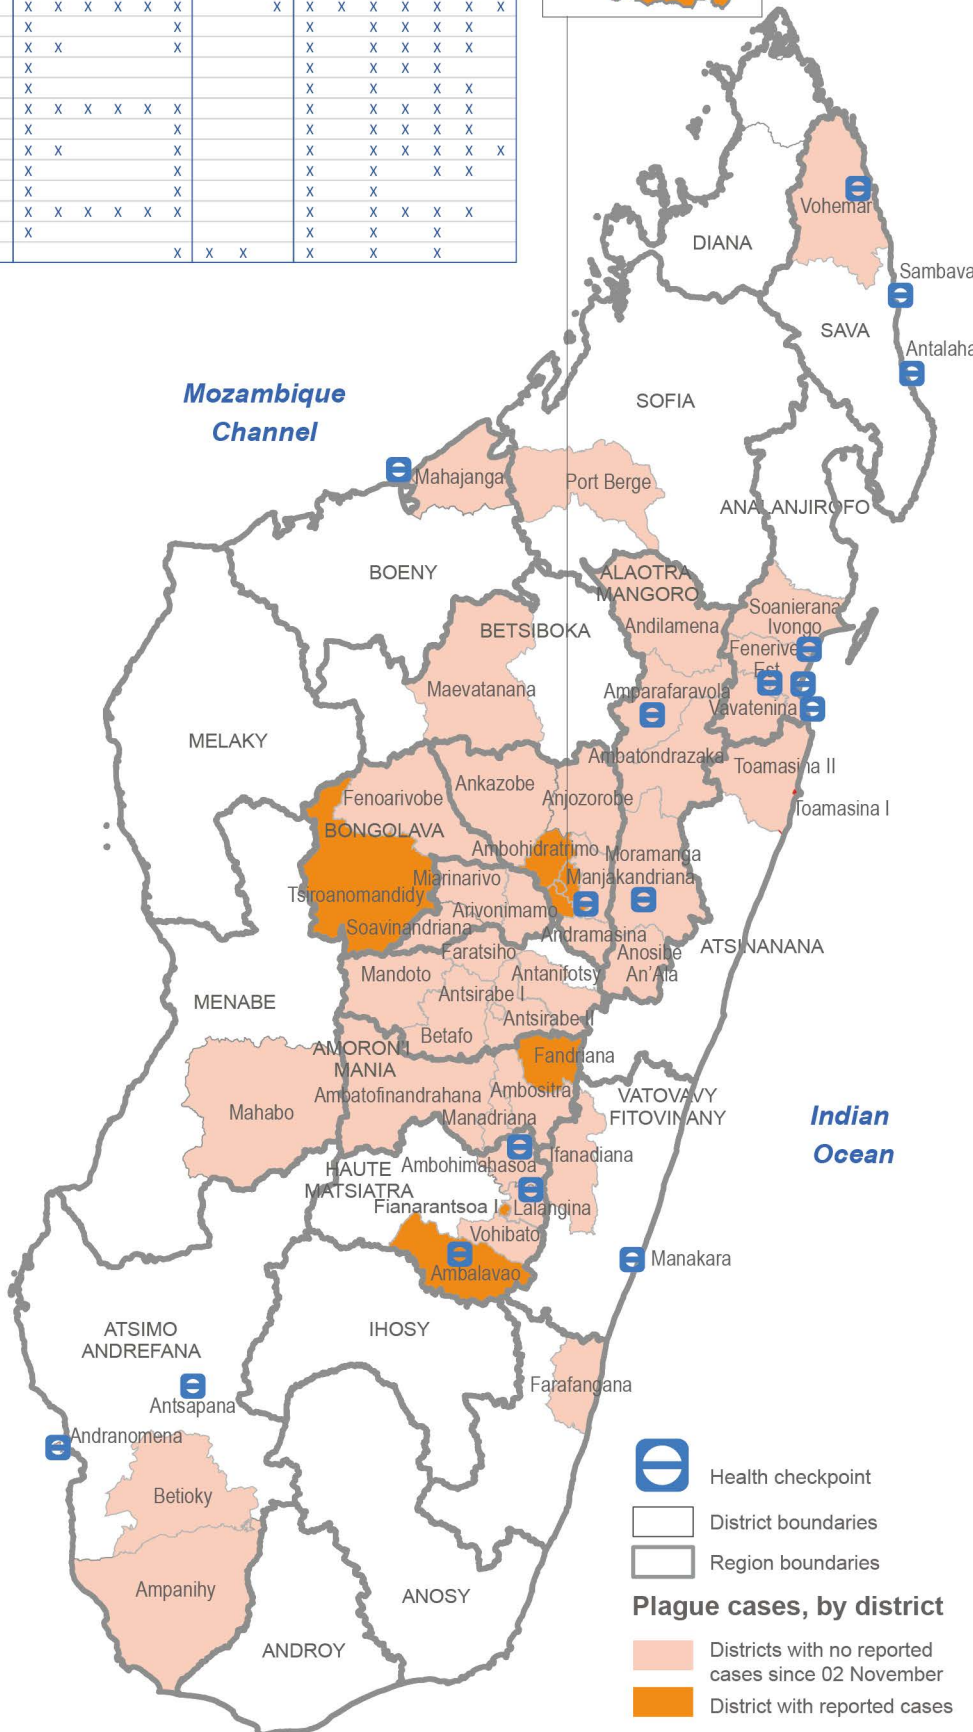 X X X X X X X X X X X X X X
X X X X X X X
X X X X X X X X
X X X X X
X X X X X
X X X X X X X X X X X
X X X X X X X
X X X X X X X X X
X X X X X X
X X X X
X X X X X X X X X X X
X X X X
X X X X X X
Vohemar
DIANA
Sambava
SAVA
Antalaha
Mozambique
Channel
SOFIA
Mahajanga
Port Berge
ANALANJIROFO
BOENY
ALAOTRA
MANGORO
Soanierana
Ivongo
BETSIBOKA
Andilamena
Fenerive
Est
Maevatanana
Amparafaravola
Vavatenina
MELAKY
Ambatondrazaka
Toamasina II
Ankazobe
Fenoarivobe
Anjozorobe
Toamasina I
BONGOLAVA
Ambohidratrimo
Moramanga
Miarinarivo
Manjakandriana
Tsiroanomandidy
Arivonimamo
Soavinandriana
Andramasina
ATSINANANA
Faratsiho
Anosibe
An'Ala
Mandoto
Antanifotsy
Antsirabe I
MENABE
Antsirabe II
Betafo
AMORON'I
MANIA
Fandriana
Ambatofinandrahana
Ambositra
VATOVAVY
FITOVINANY
Mahabo
Manadriana
Indian
Ocean
Ifanadiana
Ambohimahasoa
HAUTE
MATSIATRA
Fianarantsoa I
Lalangina
Vohibato
Manakara
Ambalavao
ATSIMO
ANDREFANA
IHOSY
Farafangana
Antsapana
Andranomena
Betioky
Ampanihy
ANOSY
ANDROY
Health checkpoint
District boundaries
Region boundaries
Plague cases, by district
Districts with no reported
cases since 02 November
District with reported cases